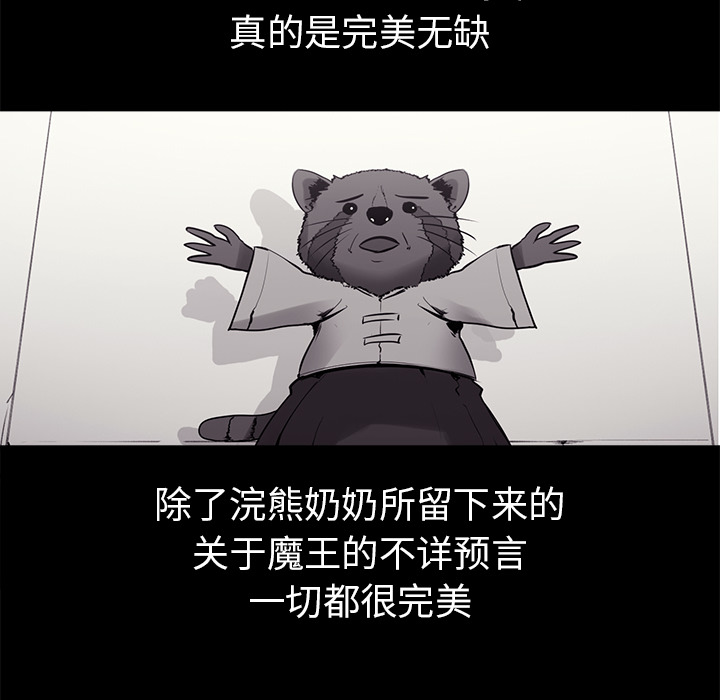 真的是完美无缺
除了浣熊奶奶所留下来的
关于魔王的不详预言
一切都很完美